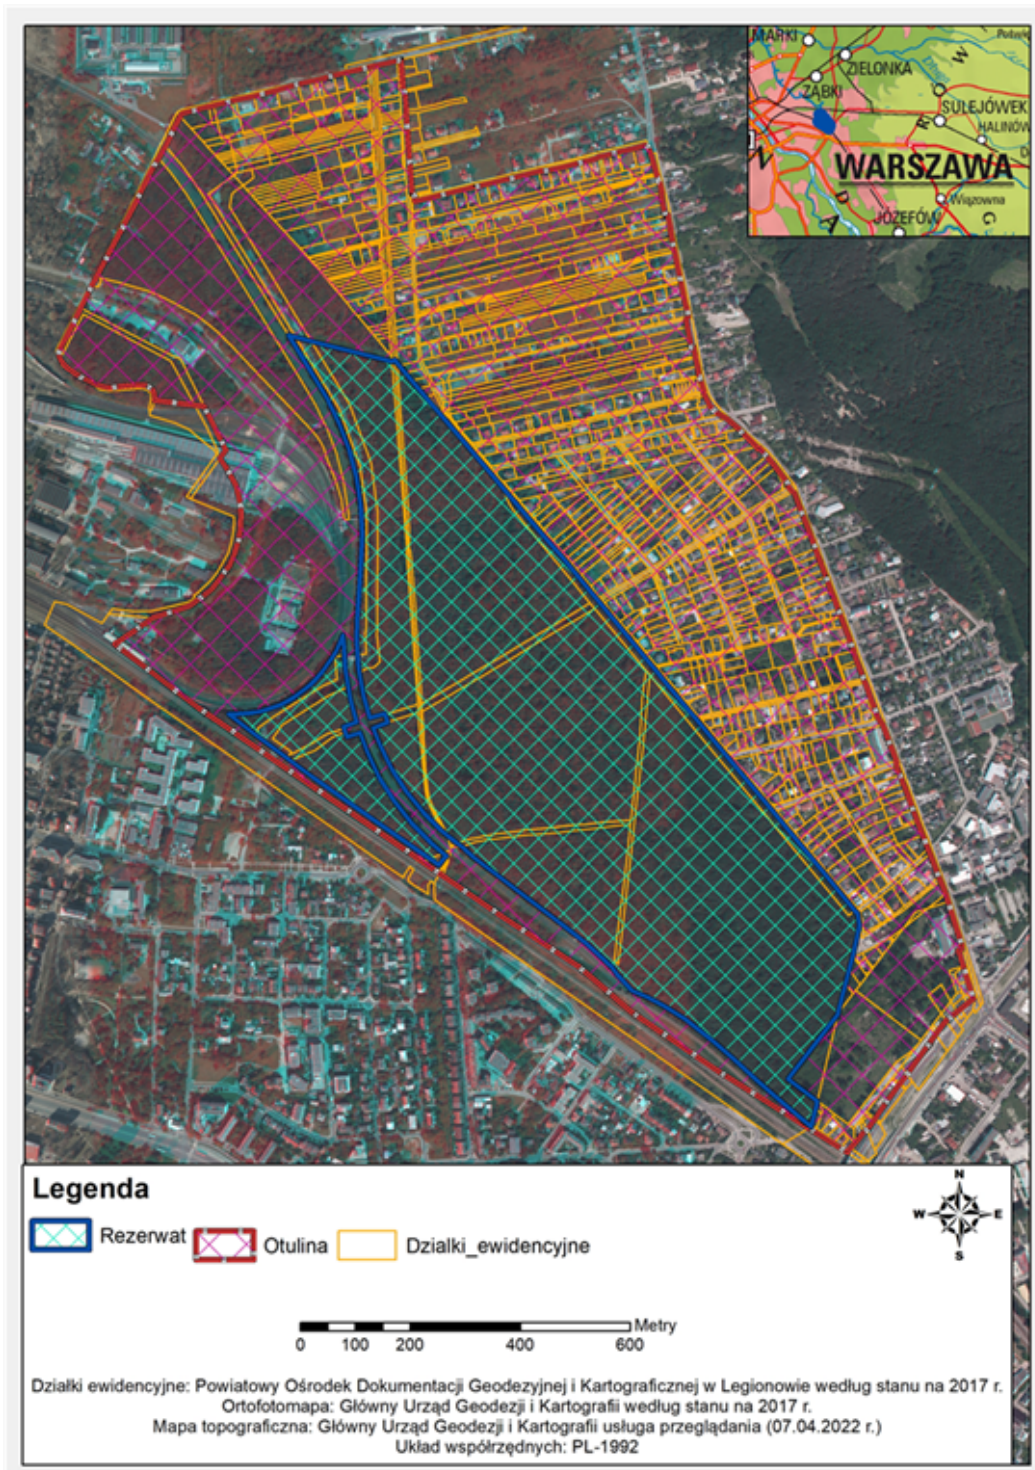 MARKI
ZIELONKA
ZĄBKI
SULEJÓWEK
HALINÓW
WARSZAWA
Wiązowna
JÓZEFÓW
Legenda
Rezerwat
Otulina
Dzialki_ewidencyjne
N
W E
S
Metry
0 100 200 400 600
Działki ewidencyjne: Powiatowy Ośrodek Dokumentacji Geodezyjnej i Kartograficznej w Legionowie według stanu na 2017 r.
Ortofotomapa: Główny Urząd Geodezji i Kartografii według stanu na 2017 r.
Mapa topograficzna: Główny Urząd Geodezji i Kartografii usługa przeglądania (07.04.2022 r.)
Układ współrzędnych: PL-1992